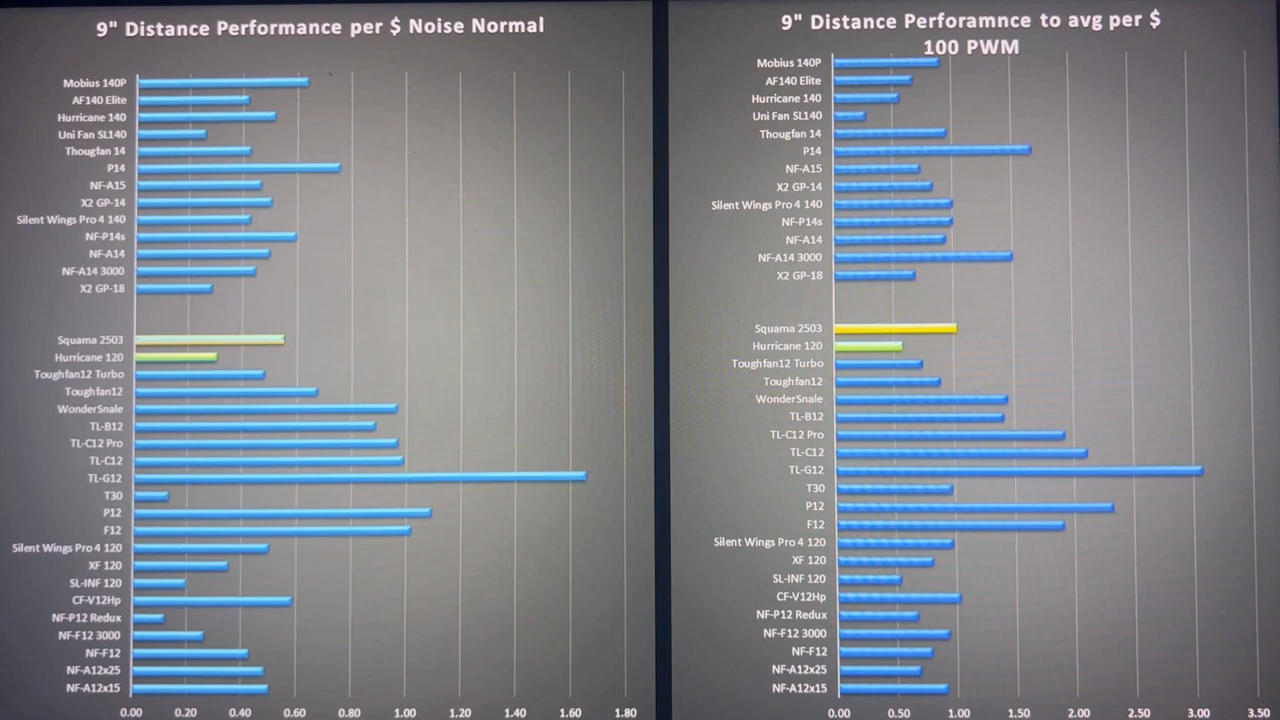 9" Distance Performance per $ Noise Normal
Mobius 140P
AF140 Elite
Hurricane 140
Uni Fan SL140
Thougfan 14
P14
NF-A15
X2 GP-14
Silent Wings Pro 4 140
NF-P14s
NF-A14
NF-A14 3000
X2 GP-18
Squama 2503
Hurricane 120
Toughfan12 Turbo
Toughfan12
WonderSnale
TL-B12
TL-C12 Pro
TL-C12
TL-G12
T30
P12
F12
Silent Wings Pro 4 120
XF 120
SL-INF 120
CF-V12Hp
NF-P12 Redux
NF-F12 3000
NF-F12
NF-A12x25
NF-A12x15
0.00 0.20 0.40 0.60 0.80 1.00 1.20 1.40 1.60 1.80
9" Distance Perforamnce to avg per $
100 PWM
Mobius 140P
AF140 Elite
Hurricane 140
Uni Fan SL140
Thougfan 14
P14
NF-A15
X2 GP-14
Silent Wings Pro 4 140
NF-P14s
NF-A14
NF-A14 3000
X2 GP-18
Squama 2503
Hurricane 120
Toughfan12 Turbo
Toughfan12
WonderSnale
TL-B12
TL-C12 Pro
TL-C12
TL-G12
T30
P12
F12
Silent Wings Pro 4 120
XF 120
SL-INF 120
CF-V12Hp
NF-P12 Redux
NF-F12 3000
NF-F12
NF-A12x25
NF-A12x15
0.00 0.50 1.00 1.50 2.00 2.50 3.00 3.50